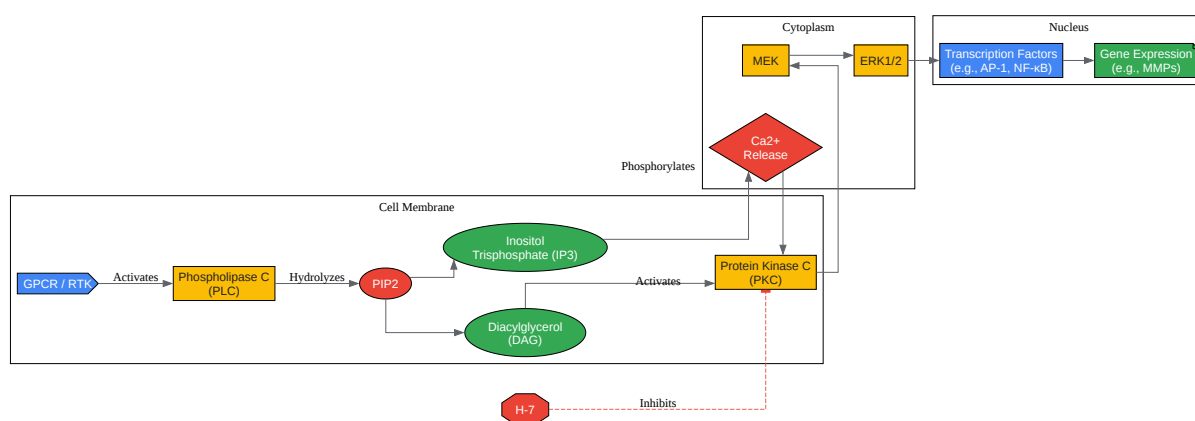 Cytoplasm
Nucleus
MEK
ERK1/2
Transcription Factors
(e.g., AP-1, NF-κB)
Gene Expression
(e.g., MMPs)
Ca2+
Release
Phosphorylates
Cell Membrane
Inositol
Trisphosphate (IP3)
GPCR / RTK
Activates
Phospholipase C
(PLC)
Hydrolyzes
PIP2
Activates
Protein Kinase C
(PKC)
Diacylglycerol
(DAG)
H-7
Inhibits